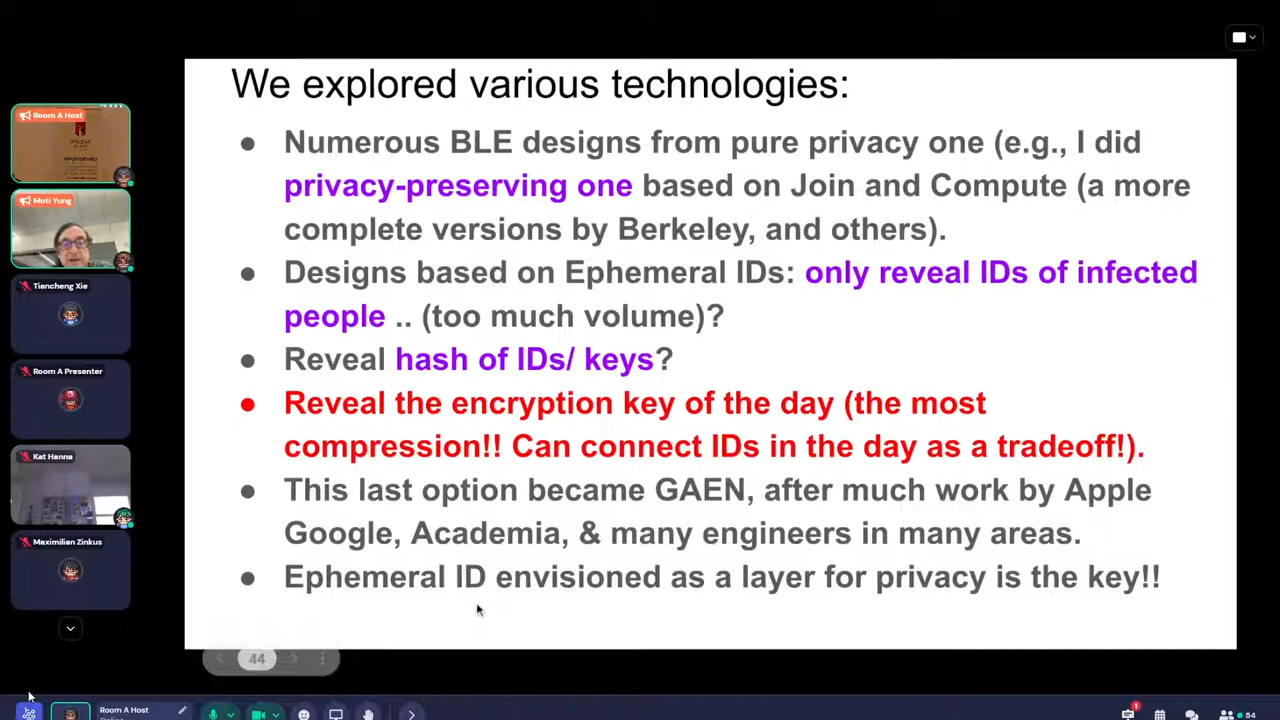 We explored various technologies:
● Numerous BLE designs from pure privacy one (e.g., I did
privacy-preserving one based on Join and Compute (a more
complete versions by Berkeley, and others).
● Designs based on Ephemeral IDs: only reveal IDs of infected
people .. (too much volume)?
● Reveal hash of IDs/ keys?
● Reveal the encryption key of the day (the most
compression!! Can connect IDs in the day as a tradeoff!).
● This last option became GAEN, after much work by Apple
Google, Academia, & many engineers in many areas.
● Ephemeral ID envisioned as a layer for privacy is the key!!
44
Room A Host
Moti Yung
Tiancheng Xie
Room A Presenter
Kat Hanna
Maximilian Zinkus
Room A Host
Online
1
54